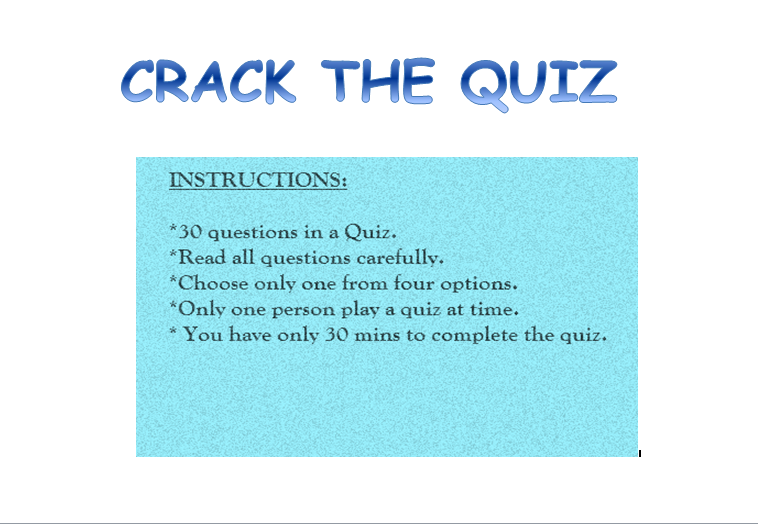 CRACK THE QUIZ
INSTRUCTIONS:
*30 questions in a Quiz.
*Read all questions carefully.
*Choose only one from four options.
*Only one person play a quiz at time.
* You have only 30 mins to complete the quiz.